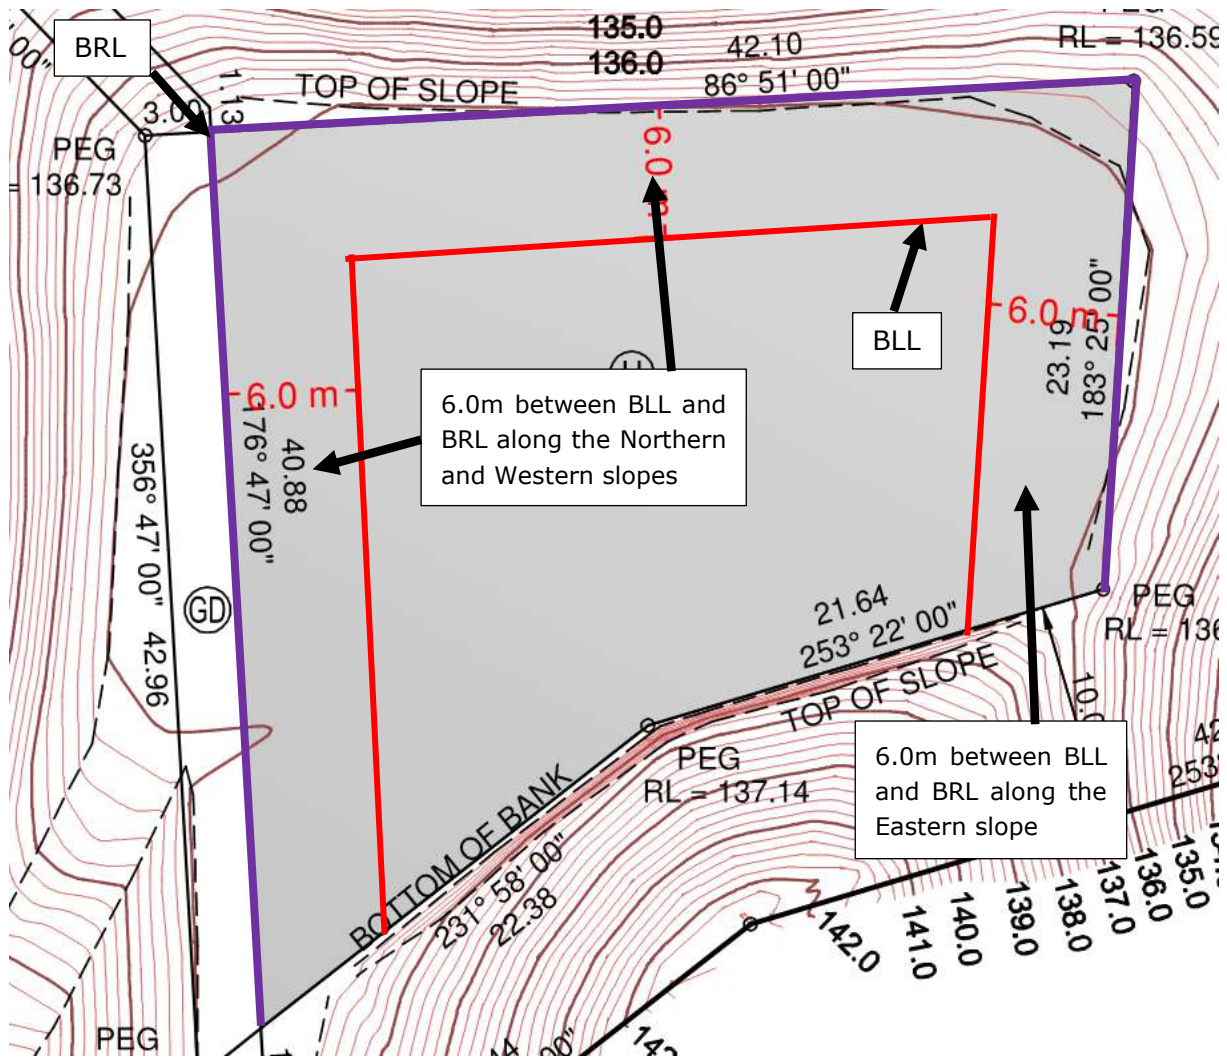 135.0
RL = 136.59
42.10
BRL
136.0
86° 51' 00"
TOP OF SLOPE
1.13
3.00
PEG
= 136.73
6.0 m
6.0 m
BLL
23.19
183° 25' 00"
6.0 m
6.0m between BLL and
BRL along the Northern
and Western slopes
40.88
176° 47' 00"
356° 47' 00" 42.96
GD
21.64
253° 22' 00"
PEG
RL = 136
TOP OF SLOPE
PEG
RL = 137.14
6.0m between BLL
and BRL along the
Eastern slope
BOTTOM OF BANK
231° 58' 00"
22.38
142.0
141.0
140.0
139.0
138.0
137.0
136.0
135.0
PEG